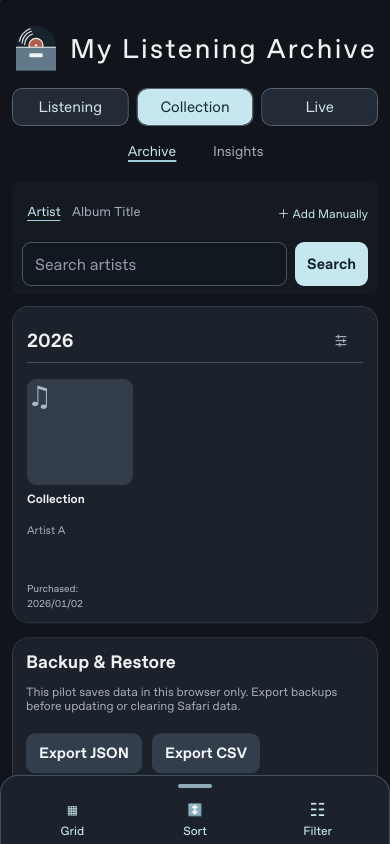 My Listening Archive
Listening
Collection
Live
Archive
Insights
Artist
Album Title
+ Add Manually
Search artists
Search
2026
Collection
Artist A
Purchased:
2026/01/02
Backup & Restore
This pilot saves data in this browser only. Export backups
before updating or clearing Safari data.
Export JSON
Export CSV
Grid
Sort
Filter